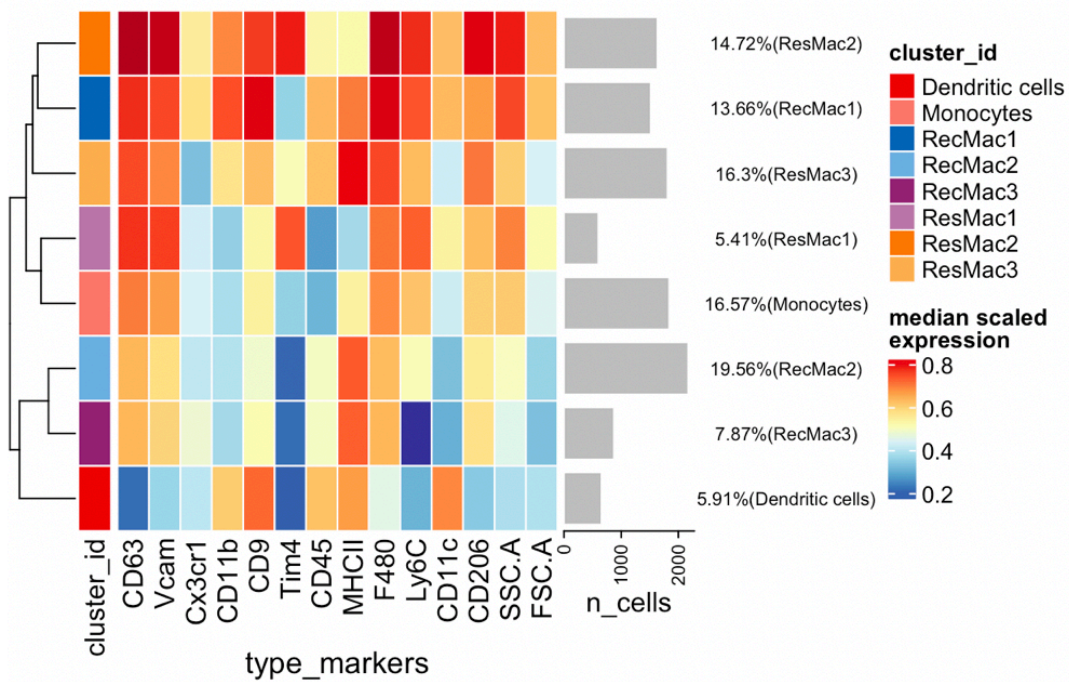 14.72%(ResMac2)
13.66%(RecMac1)
16.3%(ResMac3)
5.41%(ResMac1)
16.57%(Monocytes)
19.56%(RecMac2)
7.87%(RecMac3)
5.91%(Dendritic cells)
cluster_id
Dendritic cells
Monocytes
RecMac1
RecMac2
RecMac3
ResMac1
ResMac2
ResMac3
median scaled
expression
0.8
0.6
0.4
0.2
cluster_id
CD63
Vcam
Cx3cr1
CD11b
CD9
Tim4
CD45
MHCII
F480
Ly6C
CD11c
CD206
SSC.A
FSC.A
0
1000
2000
n_cells
type_markers